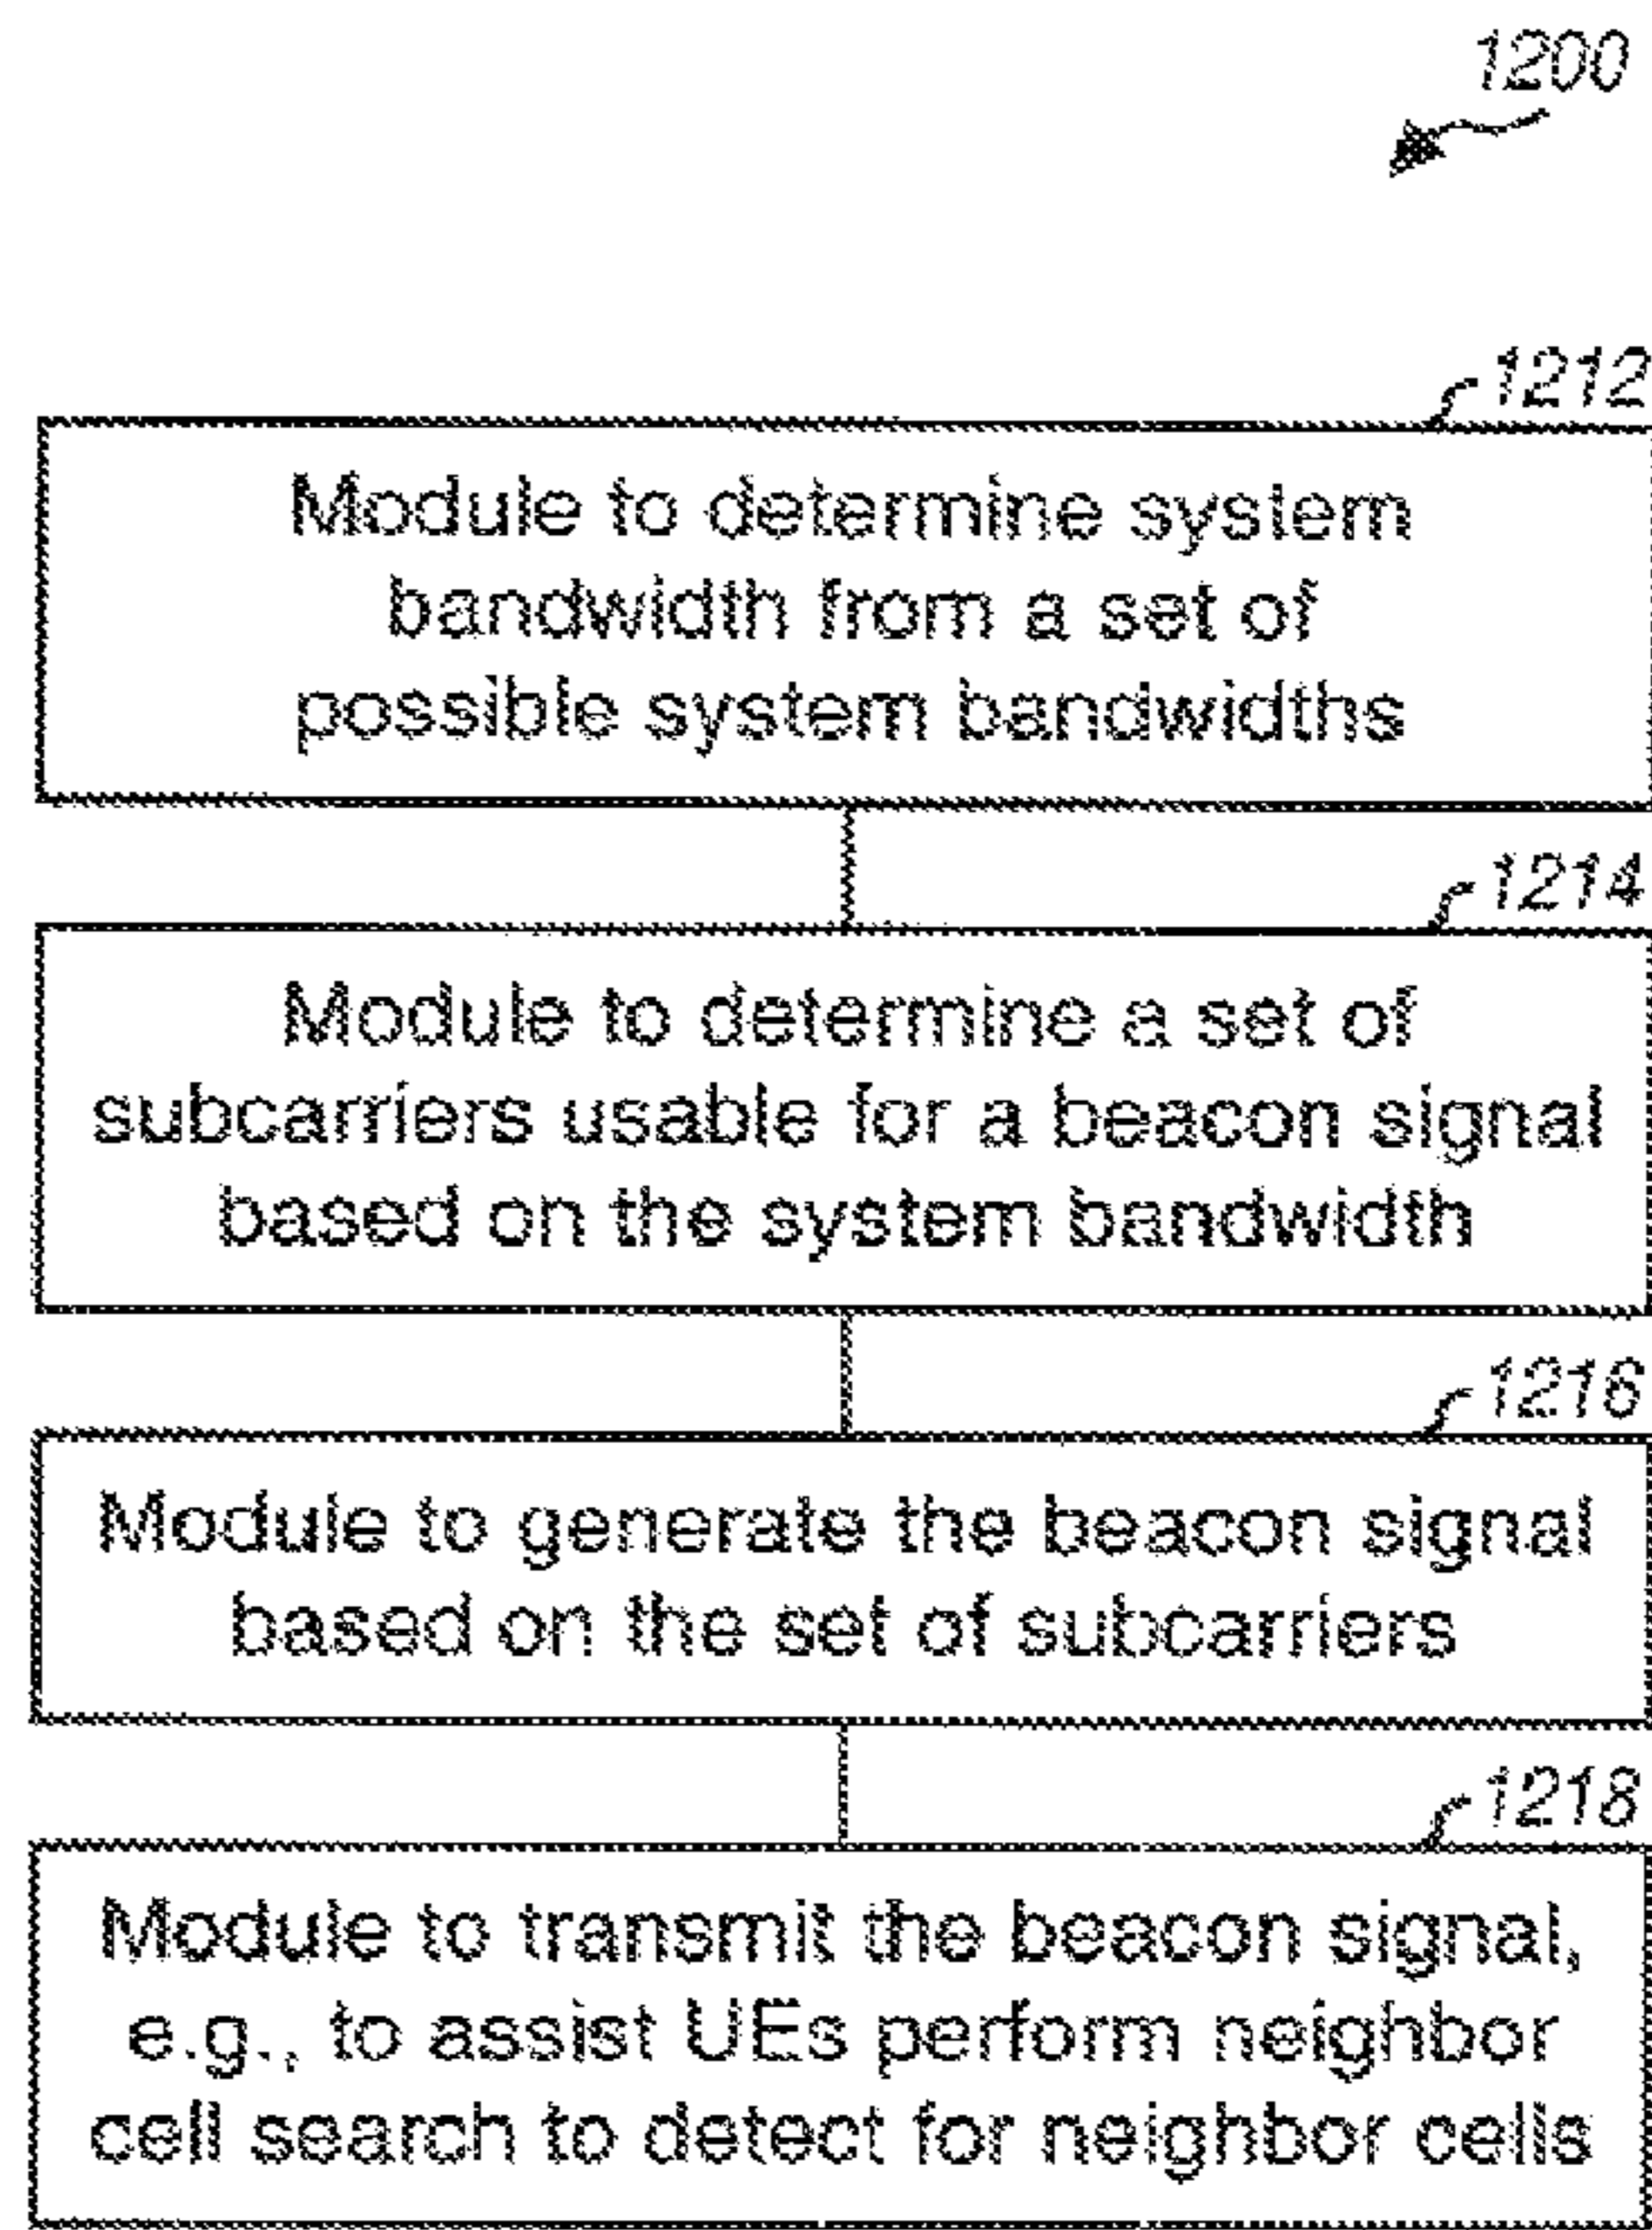 1200
1212
Module to determine system
bandwidth from a set of
possible system bandwidths
1214
Module to determine a set of
subcarriers usable for a beacon signal
based on the system bandwidth
1216
Module to generate the beacon signal
based on the set of subcarriers
1218
Module to transmit the beacon signal,
e.g., to assist UEs perform neighbor
cell search to detect for neighbor cells